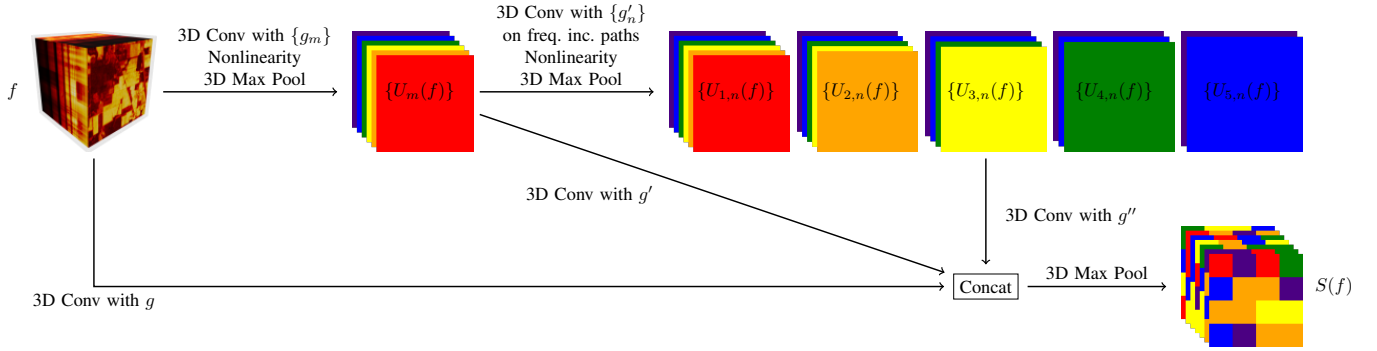 3D Conv with {g_m}
Nonlinearity
3D Max Pool
3D Conv with {g′_n}
on freq. inc. paths
Nonlinearity
3D Max Pool
f
{U_m(f)}
{U_{1,n}(f)}
{U_{2,n}(f)}
{U_{3,n}(f)}
{U_{4,n}(f)}
{U_{5,n}(f)}
3D Conv with g′
3D Conv with g′′
3D Conv with g
Concat
3D Max Pool
S(f)